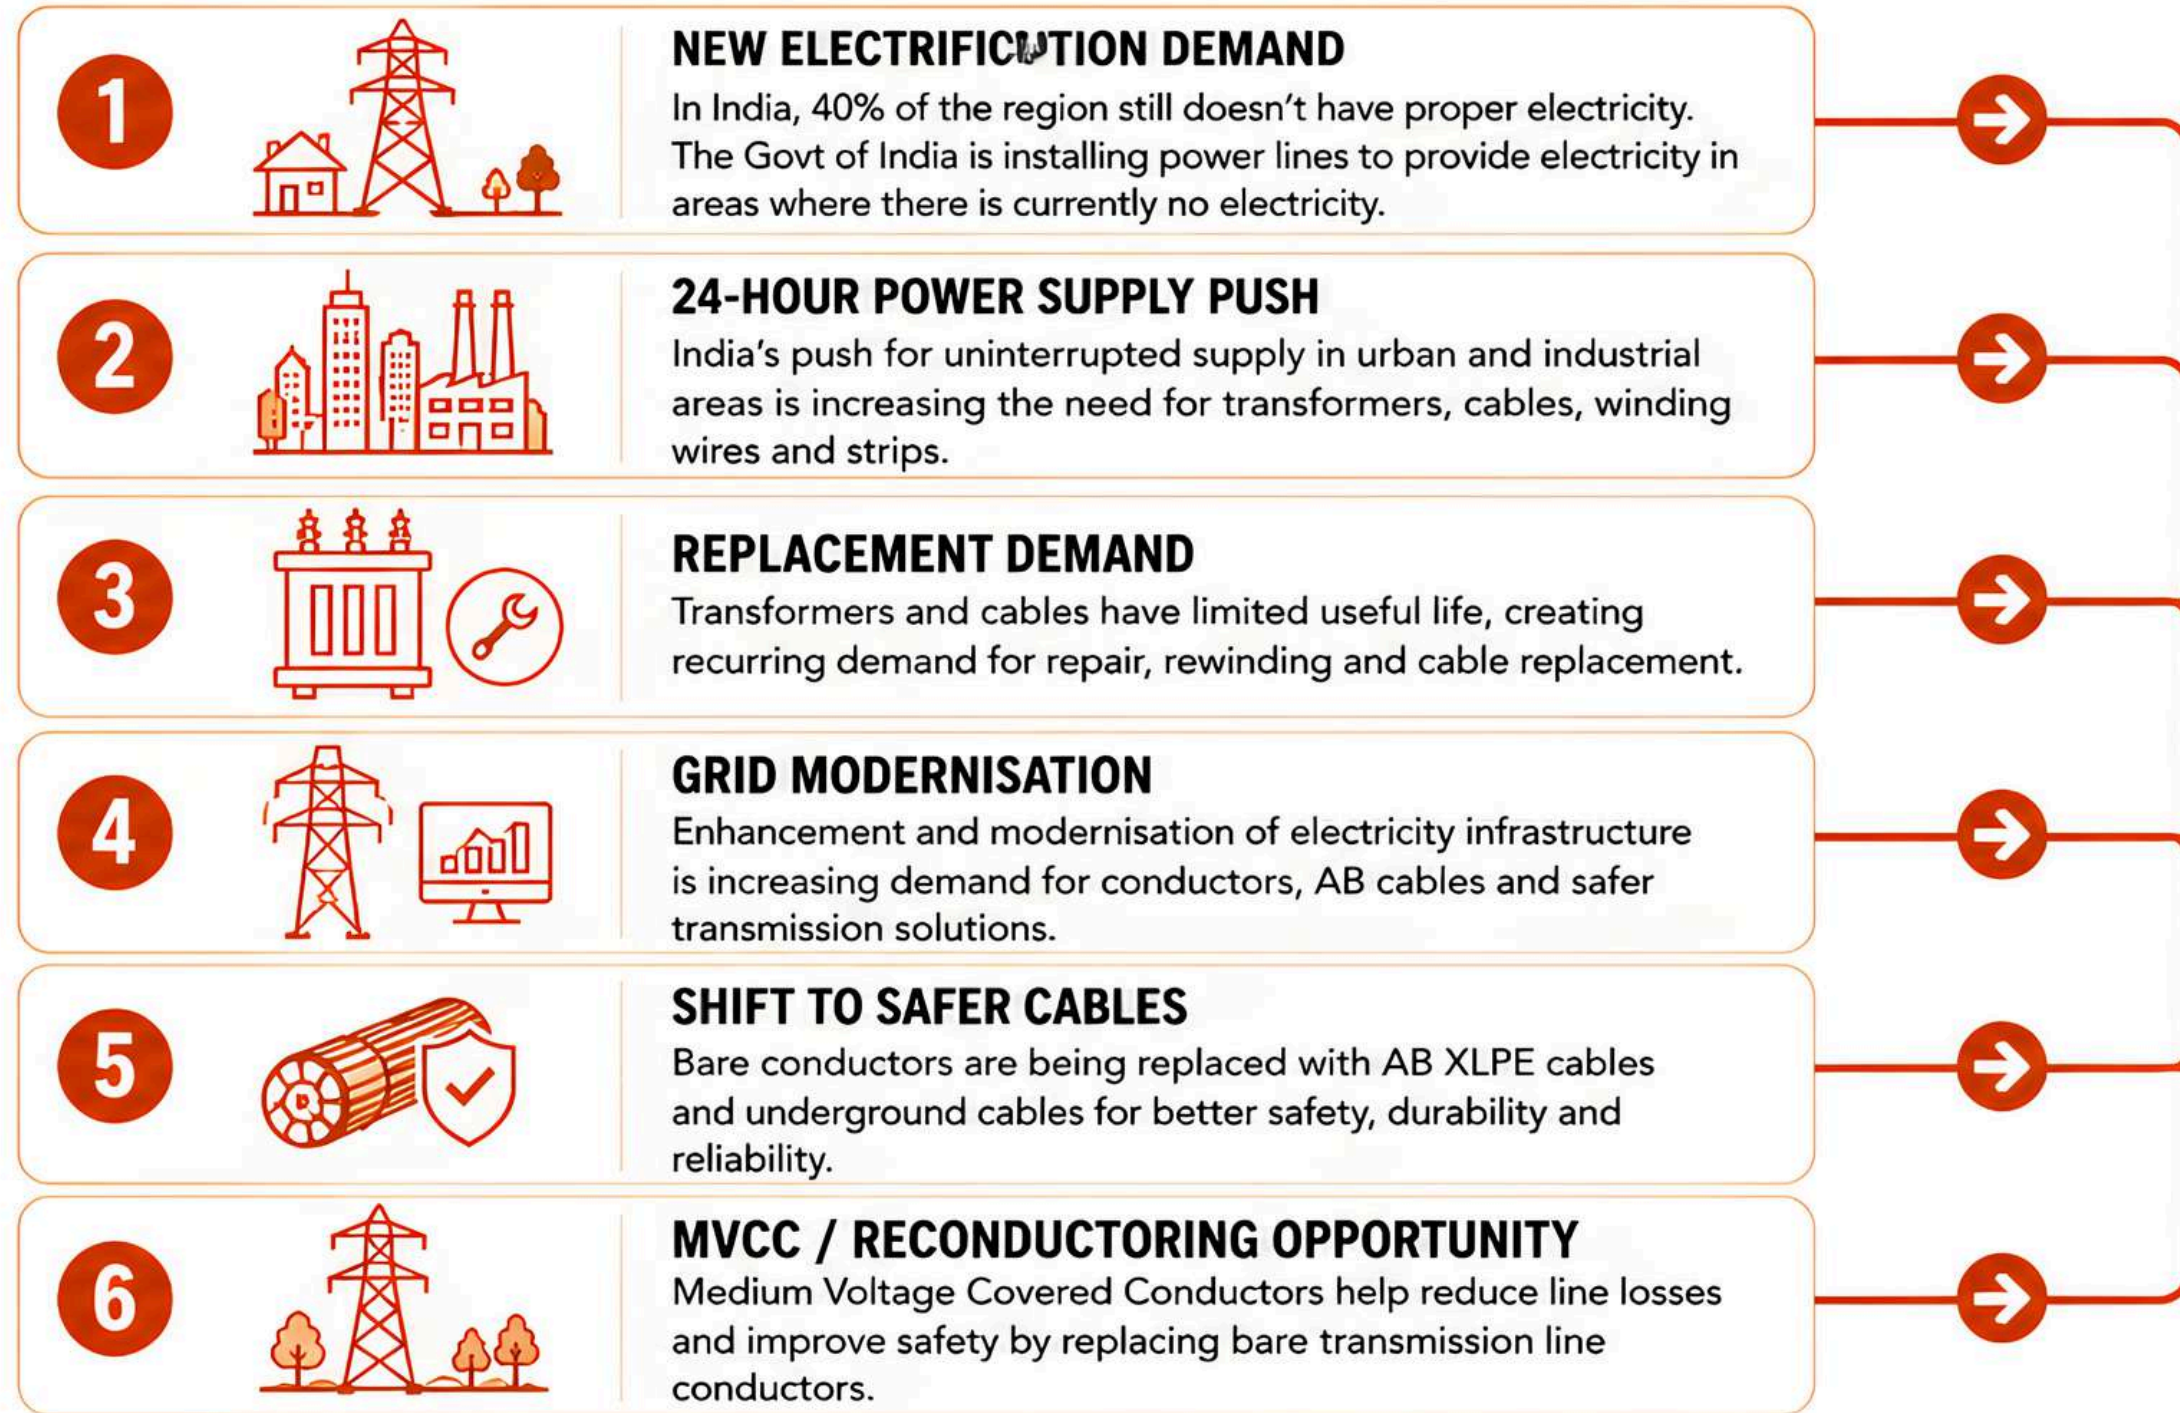 1
NEW ELECTRIFICUTION DEMAND
In India, 40% of the region still doesn't have proper electricity.
The Govt of India is installing power lines to provide electricity in
areas where there is currently no electricity.
2
24-HOUR POWER SUPPLY PUSH
India's push for uninterrupted supply in urban and industrial
areas is increasing the need for transformers, cables, winding
wires and strips.
3
REPLACEMENT DEMAND
Transformers and cables have limited useful life, creating
recurring demand for repair, rewinding and cable replacement.
4
GRID MODERNISATION
Enhancement and modernisation of electricity infrastructure
is increasing demand for conductors, AB cables and safer
transmission solutions.
5
SHIFT TO SAFER CABLES
Bare conductors are being replaced with AB XLPE cables
and underground cables for better safety, durability and
reliability.
6
MVCC / RECONDUCTORING OPPORTUNITY
Medium Voltage Covered Conductors help reduce line losses
and improve safety by replacing bare transmission line
conductors.